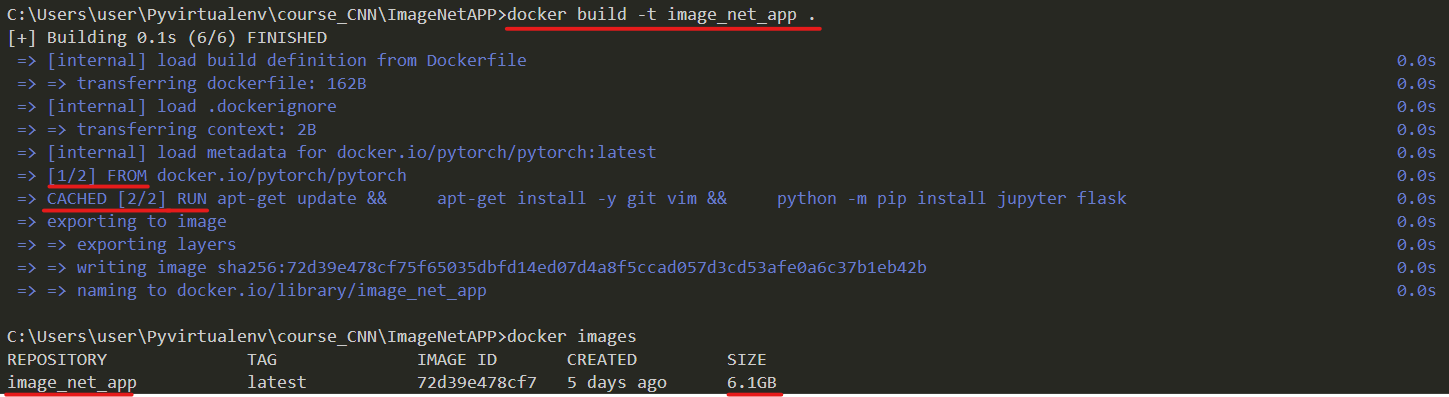 C:\Users\user\Pyvirtualenv\course_CNN\ImageNetAPP>docker build -t image_net_app .
[+] Building 0.1s (6/6) FINISHED
=> [internal] load build definition from Dockerfile 0.0s
=> => transferring dockerfile: 162B 0.0s
=> [internal] load .dockerignore 0.0s
=> => transferring context: 2B 0.0s
=> [internal] load metadata for docker.io/pytorch/pytorch:latest 0.0s
=> [1/2] FROM docker.io/pytorch/pytorch 0.0s
=> CACHED [2/2] RUN apt-get update && apt-get install -y git vim && python -m pip install jupyter flask 0.0s
=> exporting to image 0.0s
=> => exporting layers 0.0s
=> => writing image sha256:72d39e478cf75f65035dbfd14ed07d4a8f5ccad057d3cd53afe0a6c37b1eb42b 0.0s
=> => naming to docker.io/library/image_net_app 0.0s
C:\Users\user\Pyvirtualenv\course_CNN\ImageNetAPP>docker images
REPOSITORY TAG IMAGE ID CREATED SIZE
image_net_app latest 72d39e478cf7 5 days ago 6.1GB